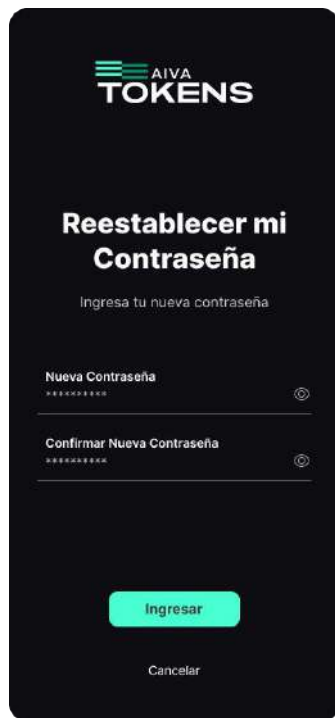 AIVA
TOKENS
Reestablecer mi
Contraseña
Ingresa tu nueva contraseña
Nueva Contraseña
**********
Confirmar Nueva Contraseña
**********
Ingresar
Cancelar